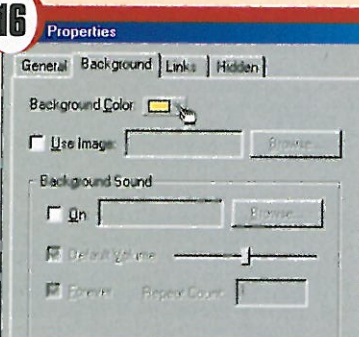 16
Properties
General Background Links Hidden
Background Color:
Use Image: Browse...
Background Sound
On Browse...
Default Volume
Forever Repeat Count: 1